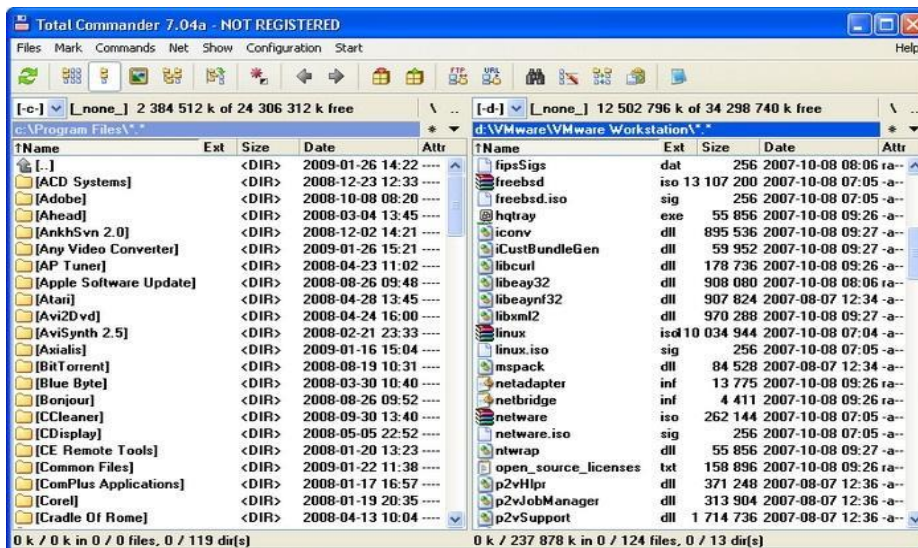 Total Commander 7.04a - NOT REGISTERED
Files Mark Commands Net Show Configuration Start Help
FTP URL
[-c-] [_none_] 2 384 512 k of 24 306 312 k free \ ..
c:\Program Files\*.* * ▼
↑Name Ext Size Date Attr
[..] <DIR> 2009-01-26 14:22 ----
[ACD Systems] <DIR> 2008-12-23 12:33 ----
[Adobe] <DIR> 2008-10-08 08:20 ----
[Ahead] <DIR> 2008-03-04 13:45 ----
[AnkhSvn 2.0] <DIR> 2008-12-02 14:21 ----
[Any Video Converter] <DIR> 2009-01-26 15:21 ----
[AP Tuner] <DIR> 2008-04-23 11:02 ----
[Apple Software Update] <DIR> 2008-08-26 09:48 ----
[Atari] <DIR> 2008-04-28 13:45 ----
[Avi2Dvd] <DIR> 2008-04-24 16:00 ----
[AviSynth 2.5] <DIR> 2008-02-21 23:33 ----
[Axialis] <DIR> 2009-01-16 15:04 ----
[BitTorrent] <DIR> 2008-08-19 10:31 ----
[Blue Byte] <DIR> 2008-03-30 10:40 ----
[Bonjour] <DIR> 2008-08-26 09:52 ----
[CCleaner] <DIR> 2008-09-30 13:40 ----
[CDisplay] <DIR> 2008-05-05 22:52 ----
[CE Remote Tools] <DIR> 2008-01-20 13:23 ----
[Common Files] <DIR> 2009-01-22 11:38 ----
[ComPlus Applications] <DIR> 2008-01-17 16:57 ----
[Corel] <DIR> 2008-01-19 20:35 ----
[Cradle Of Rome] <DIR> 2008-04-13 10:04 ----
0 k / 0 k in 0 / 0 files, 0 / 119 dir(s)
[-d-] [_none_] 12 502 796 k of 34 298 740 k free \ ..
d:\VMware\VMware Workstation\*.* * ▼
↑Name Ext Size Date Attr
fipsSigs dat 256 2007-10-08 08:06 ra--
freebsd iso 13 107 200 2007-10-08 07:05 -a--
freebsd.iso sig 256 2007-10-08 07:05 -a--
hqtray exe 55 856 2007-10-08 09:26 -a--
iconv dll 895 536 2007-10-08 09:27 -a--
iCustBundleGen dll 59 952 2007-10-08 09:27 -a--
libcurl dll 178 736 2007-10-08 09:26 -a--
libeay32 dll 908 080 2007-10-08 08:06 ra--
libeaynf32 dll 907 824 2007-08-07 12:34 -a--
libxml2 dll 970 288 2007-10-08 09:27 -a--
linux iso 110 034 944 2007-10-08 07:04 -a--
linux.iso sig 256 2007-10-08 07:05 -a--
mspack dll 84 528 2007-08-07 12:34 -a--
netadapter inf 13 775 2007-10-08 09:26 ra--
netbridge inf 4 411 2007-10-08 09:26 ra--
netware iso 262 144 2007-10-08 07:05 -a--
netware.iso sig 256 2007-10-08 07:05 -a--
ntwrap dll 55 856 2007-10-08 09:27 -a--
open_source_licenses txt 158 896 2007-10-08 09:26 ra--
p2vHlpr dll 371 248 2007-08-07 12:36 -a--
p2vJobManager dll 313 904 2007-08-07 12:36 -a--
p2vSupport dll 1 714 736 2007-08-07 12:36 -a--
0 k / 237 878 k in 0 / 124 files, 0 / 13 dir(s)